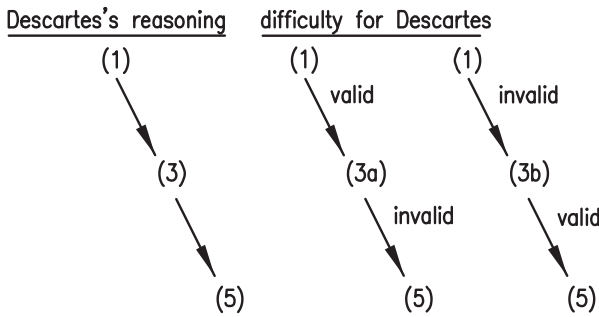 Descartes's reasoning difficulty for Descartes
(1) (1) (1)
valid invalid
(3) (3a) (3b)
invalid valid
(5) (5) (5)